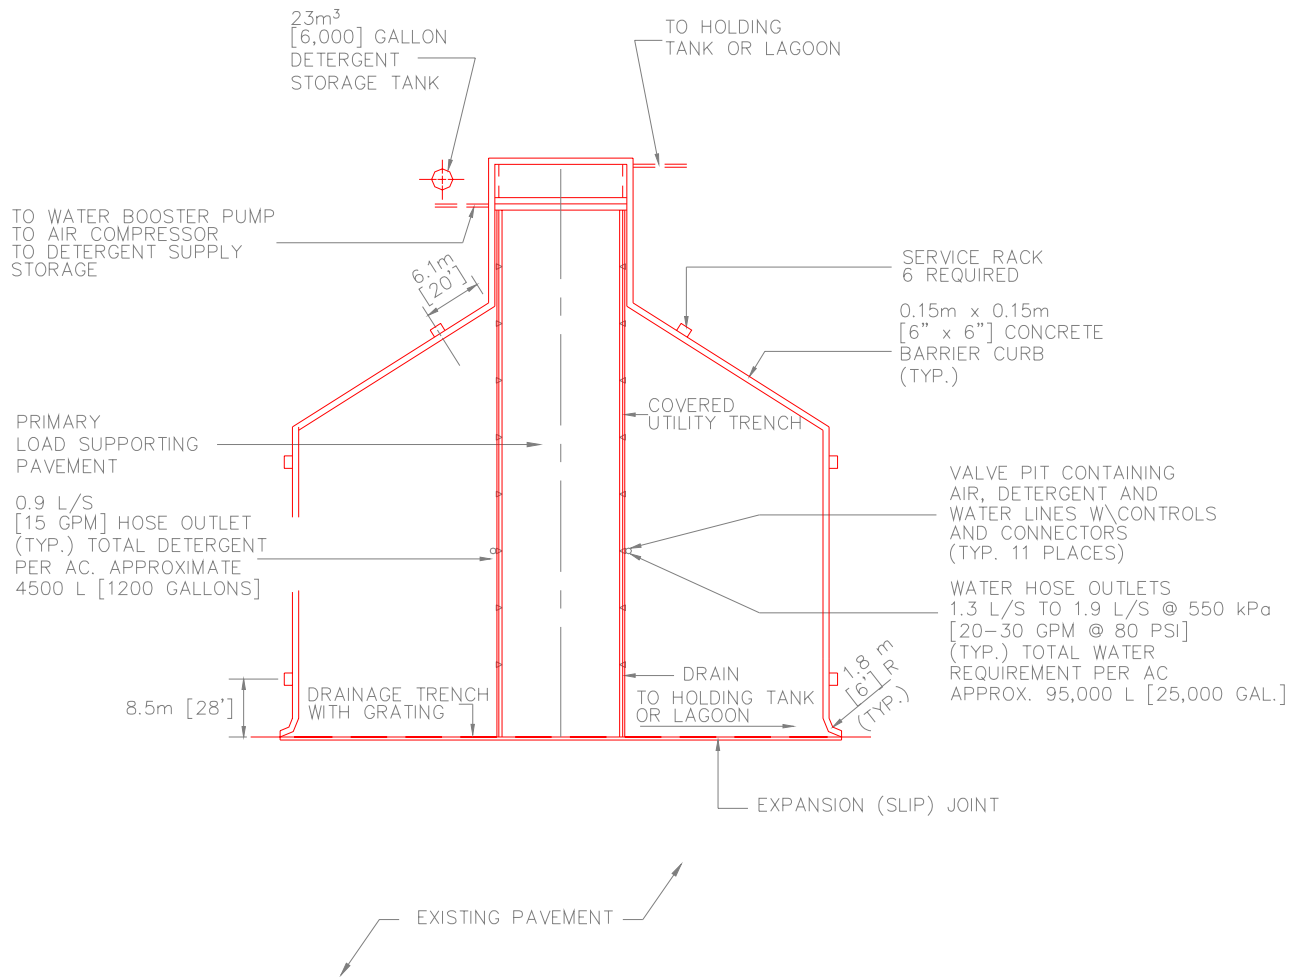 23m³
[6,000] GALLON
DETERGENT
STORAGE TANK
TO HOLDING
TANK OR LAGOON
TO WATER BOOSTER PUMP
TO AIR COMPRESSOR
TO DETERGENT SUPPLY
STORAGE
6.1m
[20']
SERVICE RACK
6 REQUIRED
0.15m x 0.15m
[6" x 6"] CONCRETE
BARRIER CURB
(TYP.)
COVERED
UTILITY TRENCH
PRIMARY
LOAD SUPPORTING
PAVEMENT
0.9 L/S
[15 GPM] HOSE OUTLET
(TYP.) TOTAL DETERGENT
PER AC. APPROXIMATE
4500 L [1200 GALLONS]
VALVE PIT CONTAINING
AIR, DETERGENT AND
WATER LINES W\CONTROLS
AND CONNECTORS
(TYP. 11 PLACES)
WATER HOSE OUTLETS
1.3 L/S TO 1.9 L/S @ 550 kPa
[20-30 GPM @ 80 PSI]
(TYP.) TOTAL WATER
REQUIREMENT PER AC
APPROX. 95,000 L [25,000 GAL.]
DRAIN
1.8 m
[6'] R
(TYP.)
8.5m [28']
DRAINAGE TRENCH
WITH GRATING
TO HOLDING TANK
OR LAGOON
EXPANSION (SLIP) JOINT
EXISTING PAVEMENT